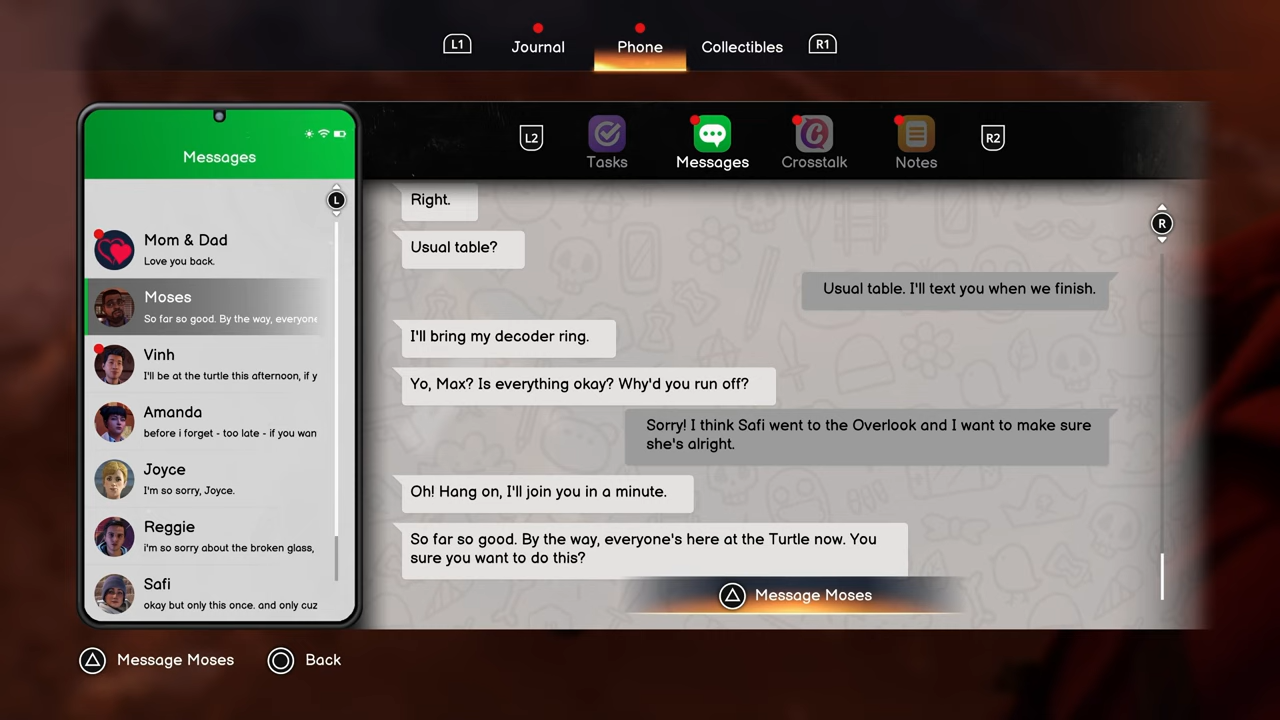 L1
Journal
Phone
Collectibles
R1
Messages
L2
Tasks
Messages
Crosstalk
Notes
R2
L
Mom & Dad
Love you back.
Moses
So far so good. By the way, everyone
Vinh
I'll be at the turtle this afternoon, if y
Amanda
before i forget - too late - if you wan
Joyce
I'm so sorry, Joyce.
Reggie
i'm so sorry about the broken glass,
Safi
okay but only this once. and only cuz
R
Right.
Usual table?
Usual table. I'll text you when we finish.
I'll bring my decoder ring.
Yo, Max? Is everything okay? Why'd you run off?
Sorry! I think Safi went to the Overlook and I want to make sure
she's alright.
Oh! Hang on, I'll join you in a minute.
So far so good. By the way, everyone's here at the Turtle now. You
sure you want to do this?
Message Moses
Message Moses
Back